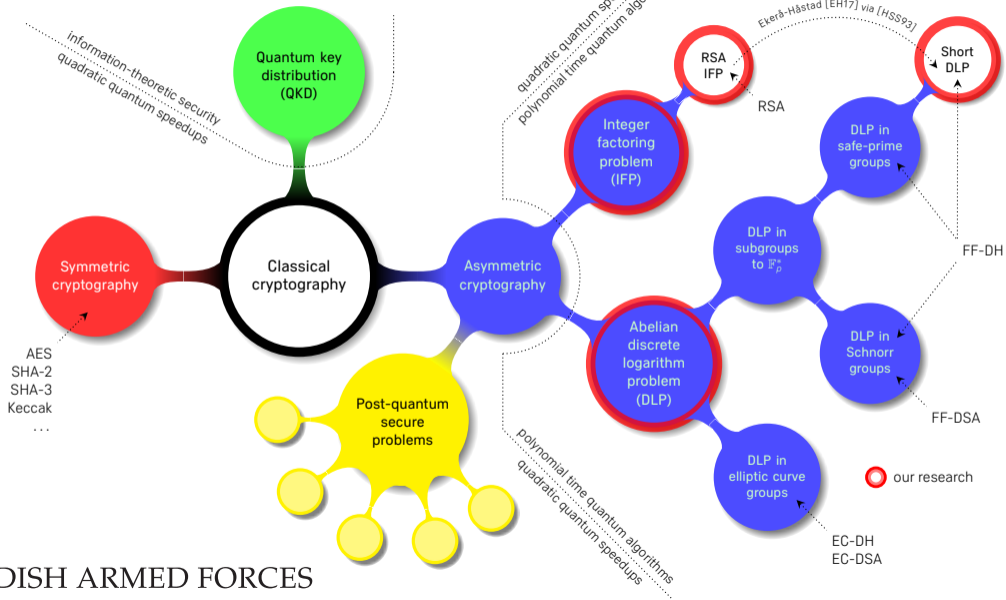 information-theoretic security
quadratic quantum speedups
Quantum key
distribution
(QKD)
quadratic quantum
polynomial time quantum
Ekerå-Håstad [EH17] via [HSS93]
RSA
IFP
RSA
Short
DLP
Integer
factoring
problem
(IFP)
DLP in
safe-prime
groups
Symmetric
cryptography
Classical
cryptography
Asymmetric
cryptography
DLP in
subgroups
to 𝔽*ₚ
FF-DH
AES
SHA-2
SHA-3
Keccak
...
Abelian
discrete
logarithm
problem
(DLP)
DLP in
Schnorr
groups
FF-DSA
Post-quantum
secure
problems
DLP in
elliptic curve
groups
our research
polynomial time quantum algorithms
quadratic quantum speedups
EC-DH
EC-DSA
DISH ARMED FORCES